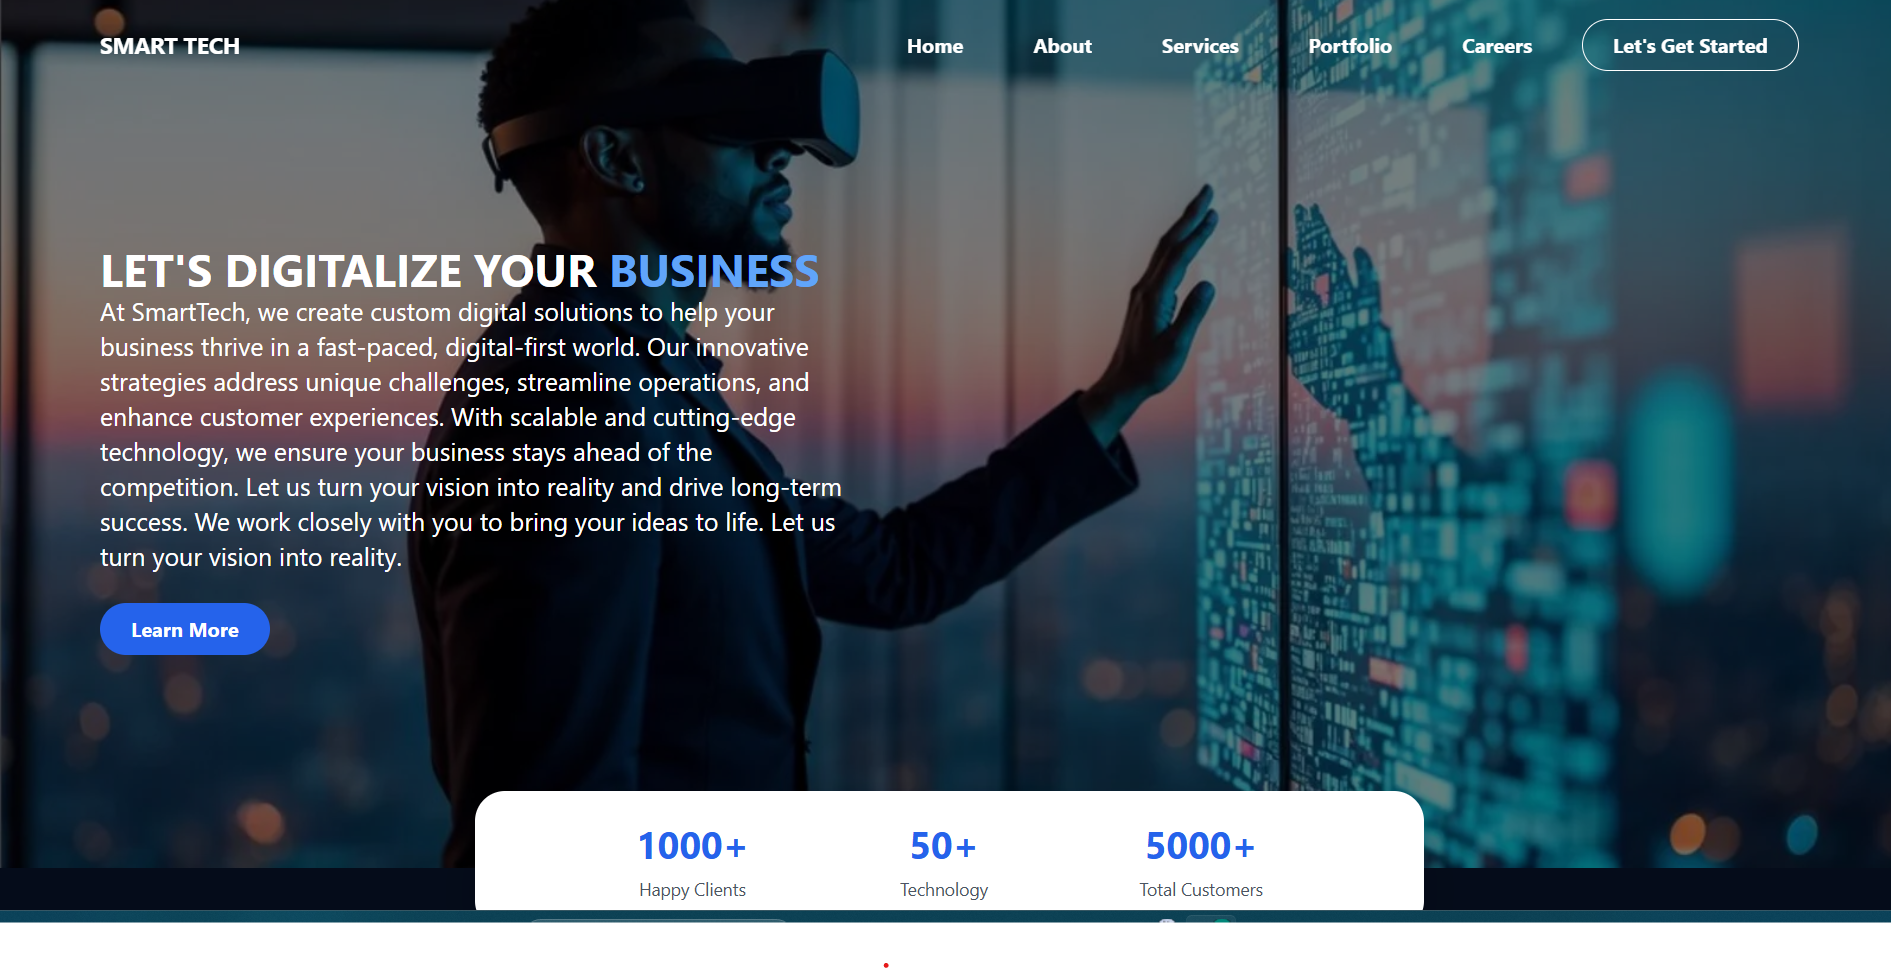 SMART TECH
Home
About
Services
Portfolio
Careers
Let's Get Started
LET'S DIGITALIZE YOUR BUSINESS
At SmartTech, we create custom digital solutions to help your
business thrive in a fast-paced, digital-first world. Our innovative
strategies address unique challenges, streamline operations, and
enhance customer experiences. With scalable and cutting-edge
technology, we ensure your business stays ahead of the
competition. Let us turn your vision into reality and drive long-term
success. We work closely with you to bring your ideas to life. Let us
turn your vision into reality.
Learn More
1000+
Happy Clients
50+
Technology
5000+
Total Customers